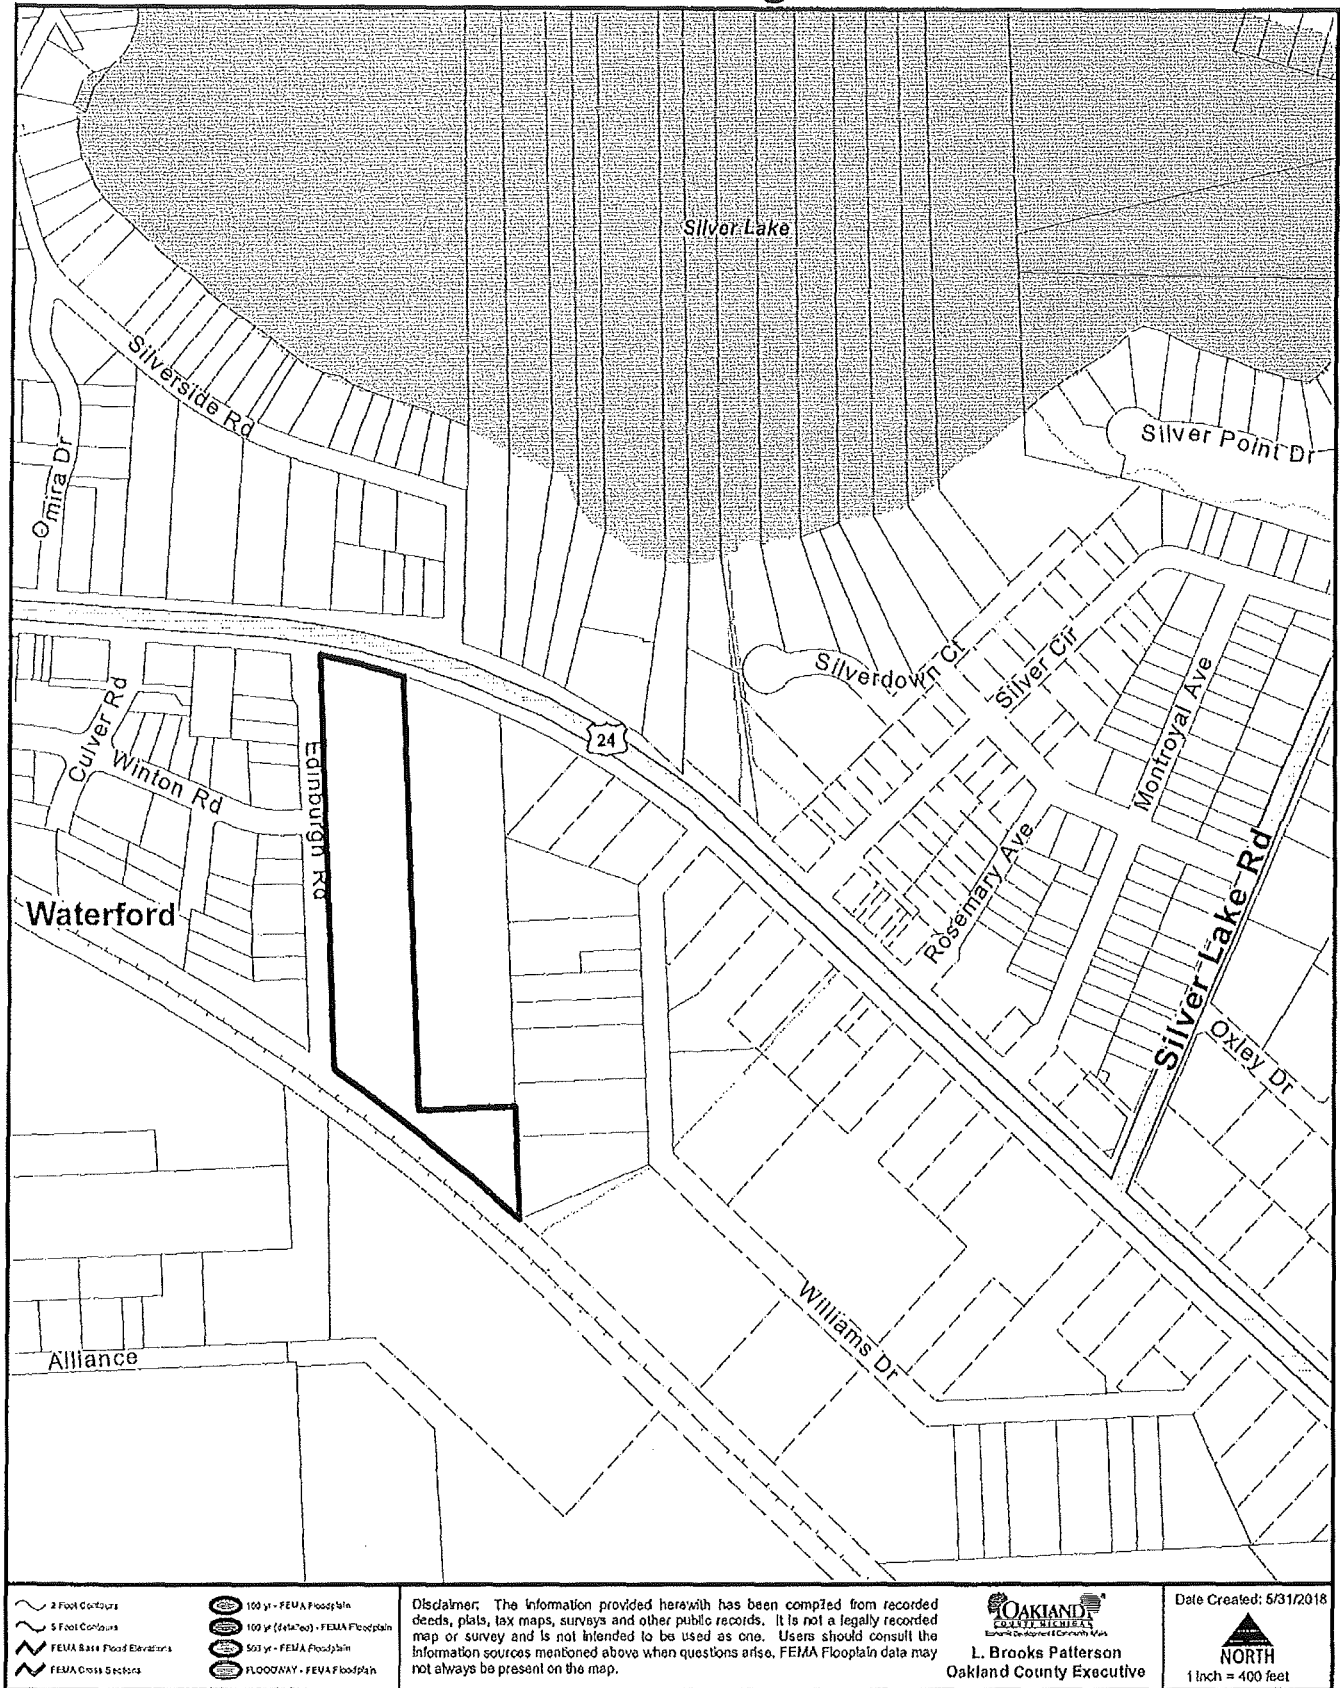 Silver Lake
Silverside Rd
Omira Dr
Silver Point Dr
Silverdown Ct
Silver Cir
Culver Rd
Winton Rd
Edinburgh Rd
24
Montroyal Ave
Rosemary Ave
Silver Lake Rd
Waterford
Oxley Dr
Williams Dr
Alliance
2 Foot Contours
5 Foot Contours
FEMA Base Flood Elevations
FEMA Cross Sections
100 yr - FEMA Floodplain
100 yr (detailed) - FEMA Floodplain
500 yr - FEMA Floodplain
FLOODWAY - FEMA Floodplain
Disclaimer: The information provided herewith has been compiled from recorded
deeds, plats, tax maps, surveys and other public records. It is not a legally recorded
map or survey and is not intended to be used as one. Users should consult the
information sources mentioned above when questions arise. FEMA Flooplain data may
not always be present on the map.
OAKLAND
COUNTY MICHIGAN
Economic Development & Community Affairs
L. Brooks Patterson
Oakland County Executive
Date Created: 5/31/2018
NORTH
1 inch = 400 feet